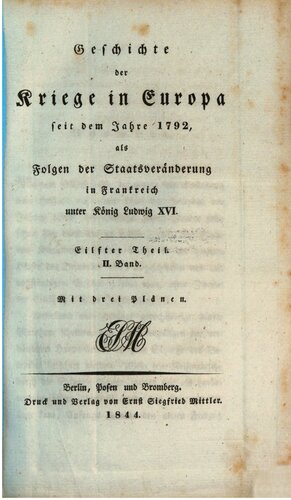 Geschichte
der
Kriege in Europa
seit dem Jahre 1792,
als
Folgen der Staatsveränderung
in Frankreich
unter König Ludwig XVI.
Eilfter Theil.
II. Band.
Mit drei Plänen.
ESM
Berlin, Posen und Bromberg.
Druck und Verlag von Ernst Siegfried Mittler.
1844.